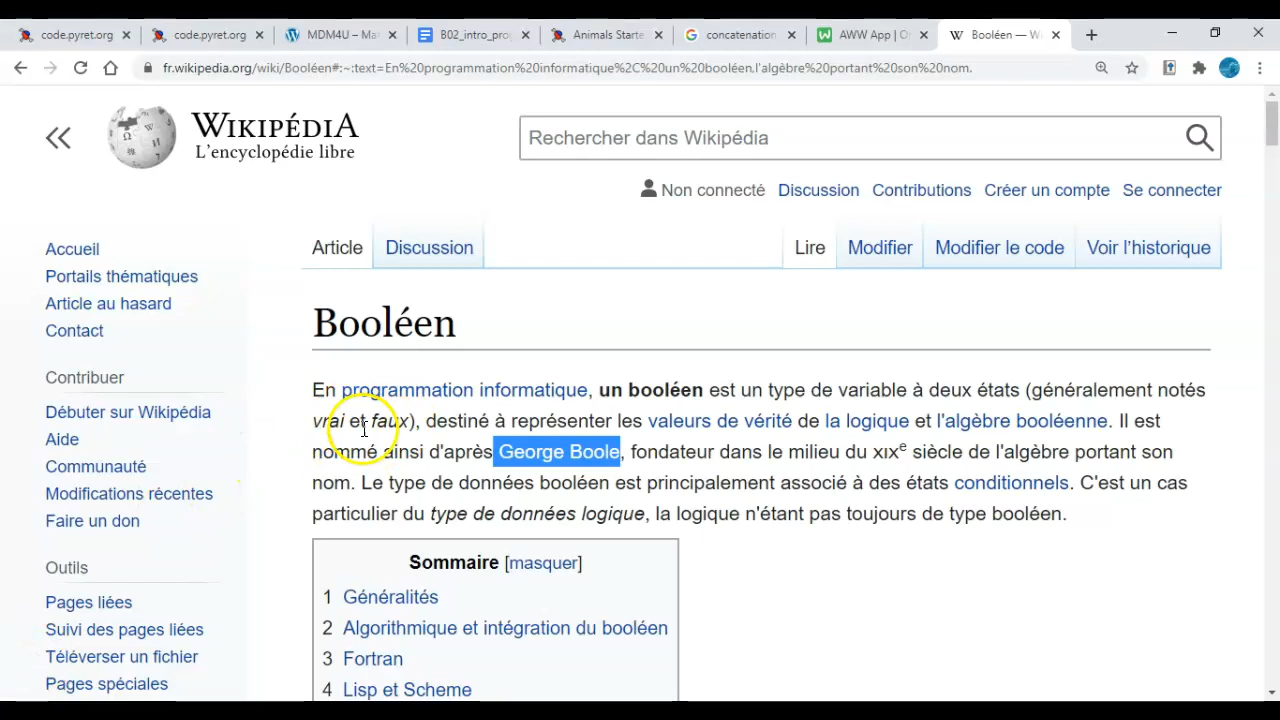 code.pyret.org
code.pyret.org
MDM4U – Mat
B02_intro_prog
Animals Starte
concatenation
AWW App | O
Booléen — W
fr.wikipedia.org/wiki/Booléen#:~:text=En%20programmation%20informatique%2C%20un%20booléen,l'algèbre%20portant%20son%20nom.
WIKIPÉDIA
L'encyclopédie libre
Rechercher dans Wikipédia
Non connecté Discussion Contributions Créer un compte Se connecter
Article Discussion Lire Modifier Modifier le code Voir l'historique
Accueil
Portails thématiques
Article au hasard
Contact
Contribuer
Débuter sur Wikipédia
Aide
Communauté
Modifications récentes
Faire un don
Outils
Pages liées
Suivi des pages liées
Téléverser un fichier
Pages spéciales
Booléen
En programmation informatique, un booléen est un type de variable à deux états (généralement notés
vrai et faux), destiné à représenter les valeurs de vérité de la logique et l'algèbre booléenne. Il est
nommé ainsi d'après George Boole, fondateur dans le milieu du XIXe siècle de l'algèbre portant son
nom. Le type de données booléen est principalement associé à des états conditionnels. C'est un cas
particulier du type de données logique, la logique n'étant pas toujours de type booléen.
Sommaire [masquer]
1 Généralités
2 Algorithmique et intégration du booléen
3 Fortran
4 Lisp et Scheme